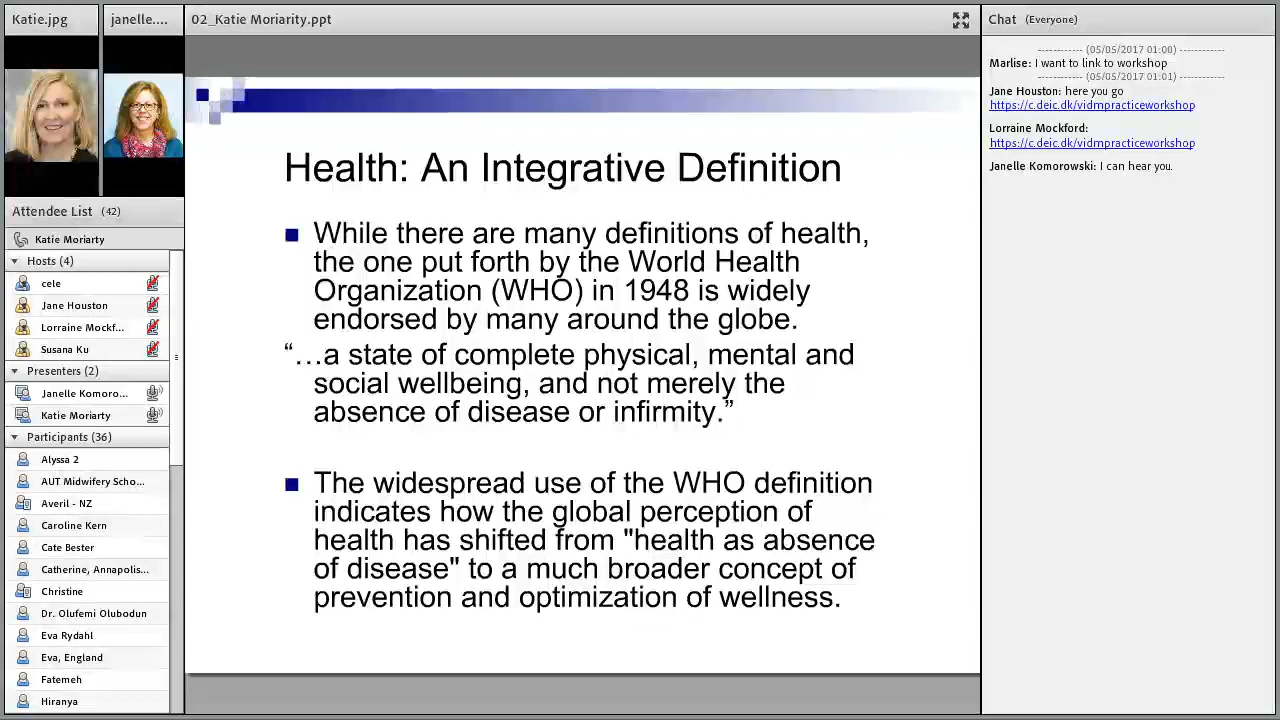 Katie.jpg
janelle....
02_Katie Moriarity.ppt
Attendee List (42)
Katie Moriarty
Hosts (4)
cele
Jane Houston
Lorraine Mockf...
Susana Ku
Presenters (2)
Janelle Komoro...
Katie Moriarty
Participants (36)
Alyssa 2
AUT Midwifery Scho...
Averil - NZ
Caroline Kern
Cate Bester
Catherine, Annapolis...
Christine
Dr. Olufemi Olubodun
Eva Rydahl
Eva, England
Fatemeh
Hiranya
Health: An Integrative Definition
While there are many definitions of health,
the one put forth by the World Health
Organization (WHO) in 1948 is widely
endorsed by many around the globe.
“…a state of complete physical, mental and
social wellbeing, and not merely the
absence of disease or infirmity.”
The widespread use of the WHO definition
indicates how the global perception of
health has shifted from "health as absence
of disease" to a much broader concept of
prevention and optimization of wellness.
Chat (Everyone)
------------ (05/05/2017 01:00) ------------
Marlise: I want to link to workshop
------------ (05/05/2017 01:01) ------------
Jane Houston: here you go
https://c.deic.dk/vidmpracticeworkshop
Lorraine Mockford:
https://c.deic.dk/vidmpracticeworkshop
Janelle Komorowski: I can hear you.